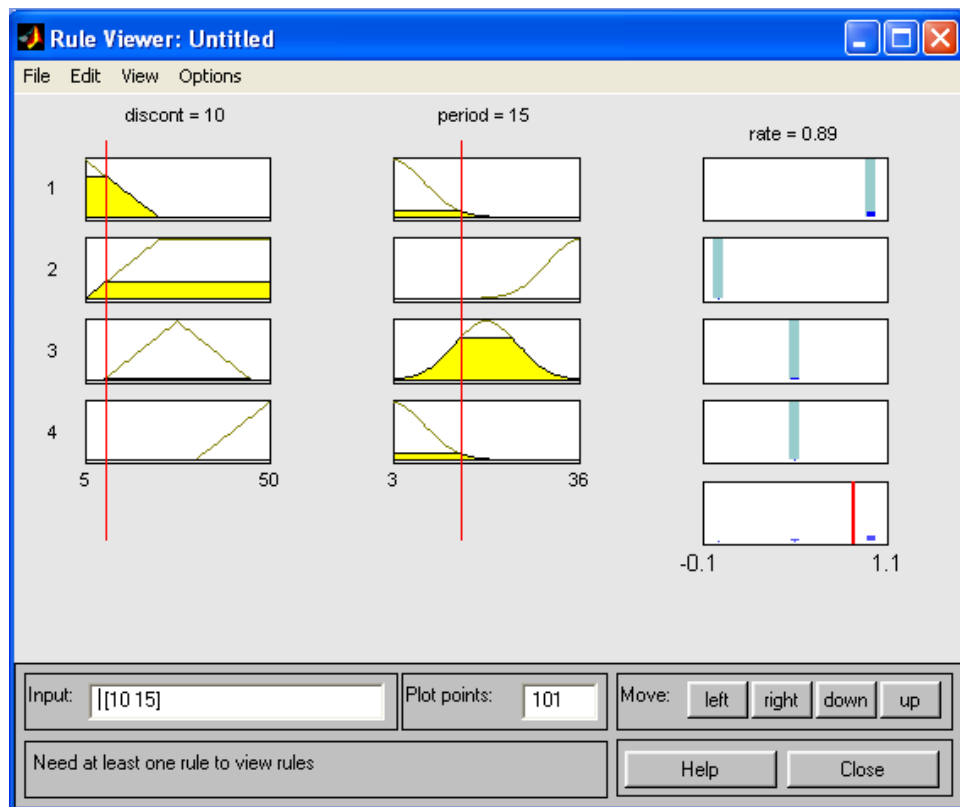 Rule Viewer: Untitled
File Edit View Options
discont = 10 period = 15 rate = 0.89
1
2
3
4
5 50 3 36
-0.1 1.1
Input: [10 15] Plot points: 101 Move: left right down up
Need at least one rule to view rules Help Close